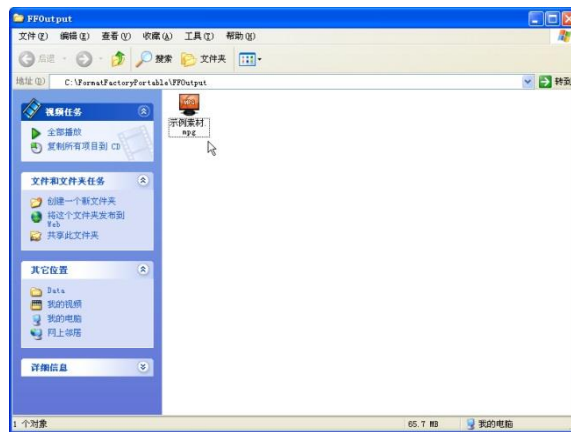 FFOutput
文件(F) 编辑(E) 查看(V) 收藏(A) 工具(T) 帮助(H)
后退 搜索 文件夹
地址(D) C:\FormatFactoryPortable\FFOutput 转到
视频任务
全部播放
复制所有项目到 CD
示例素材.
mpg
文件和文件夹任务
创建一个新文件夹
将这个文件夹发布到
Web
共享此文件夹
其它位置
Data
我的视频
我的电脑
网上邻居
详细信息
1 个对象 65.7 MB 我的电脑